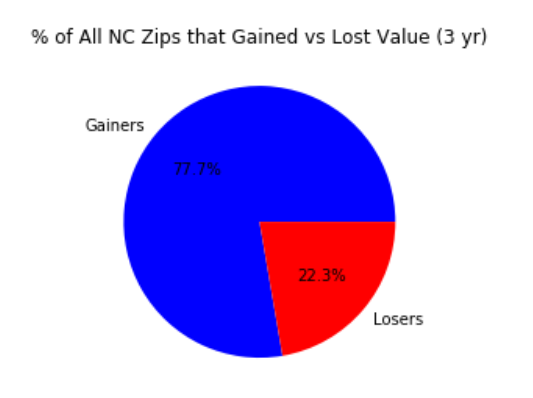 % of All NC Zips that Gained vs Lost Value (3 yr)
Gainers
77.7%
22.3%
Losers